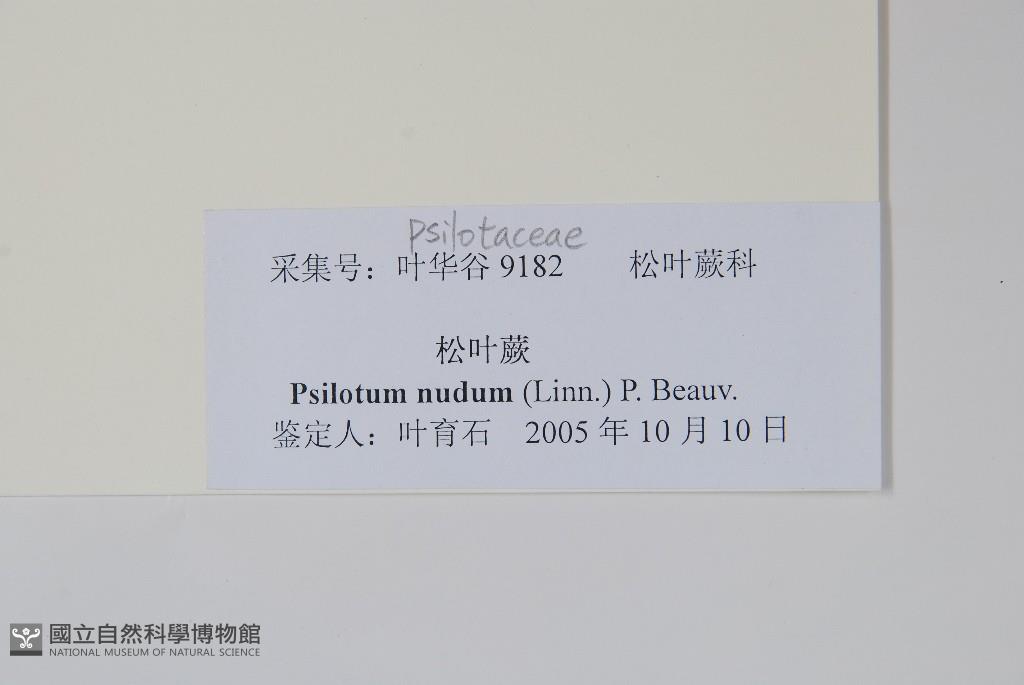 psilotaceae
采集号：叶华谷 9182 松叶蕨科
松叶蕨
Psilotum nudum (Linn.) P. Beauv.
鉴定人：叶育石 2005 年 10 月 10 日
國立自然科學博物館
NATIONAL MUSEUM OF NATURAL SCIENCE